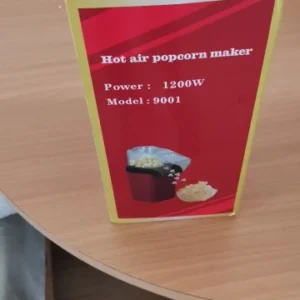 Hot air popcorn maker
Power : 1200W
Model : 9001